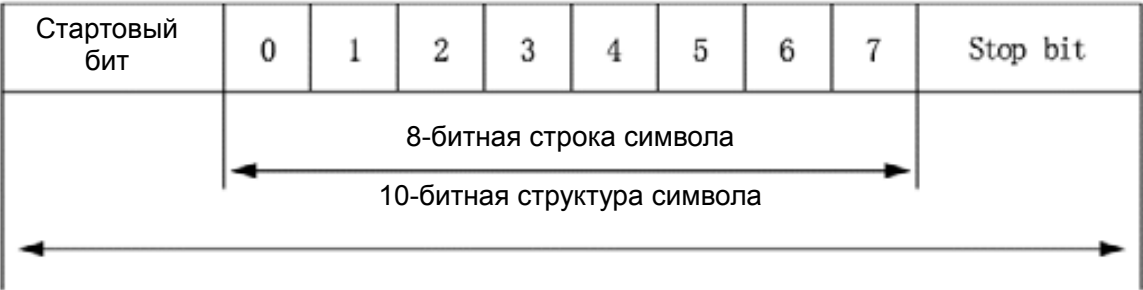 Стартовый
бит
0 1 2 3 4 5 6 7 Stop bit
8-битная строка символа
10-битная структура символа